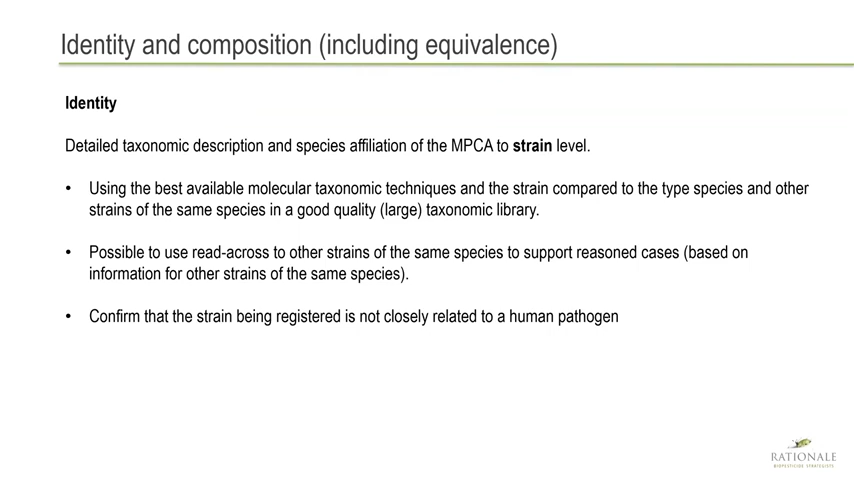 Identity and composition (including equivalence)
Identity
Detailed taxonomic description and species affiliation of the MPCA to strain level.
• Using the best available molecular taxonomic techniques and the strain compared to the type species and other
strains of the same species in a good quality (large) taxonomic library.
• Possible to use read-across to other strains of the same species to support reasoned cases (based on
information for other strains of the same species).
• Confirm that the strain being registered is not closely related to a human pathogen
RATIONALE
BIOPESTICIDE STRATEGISTS